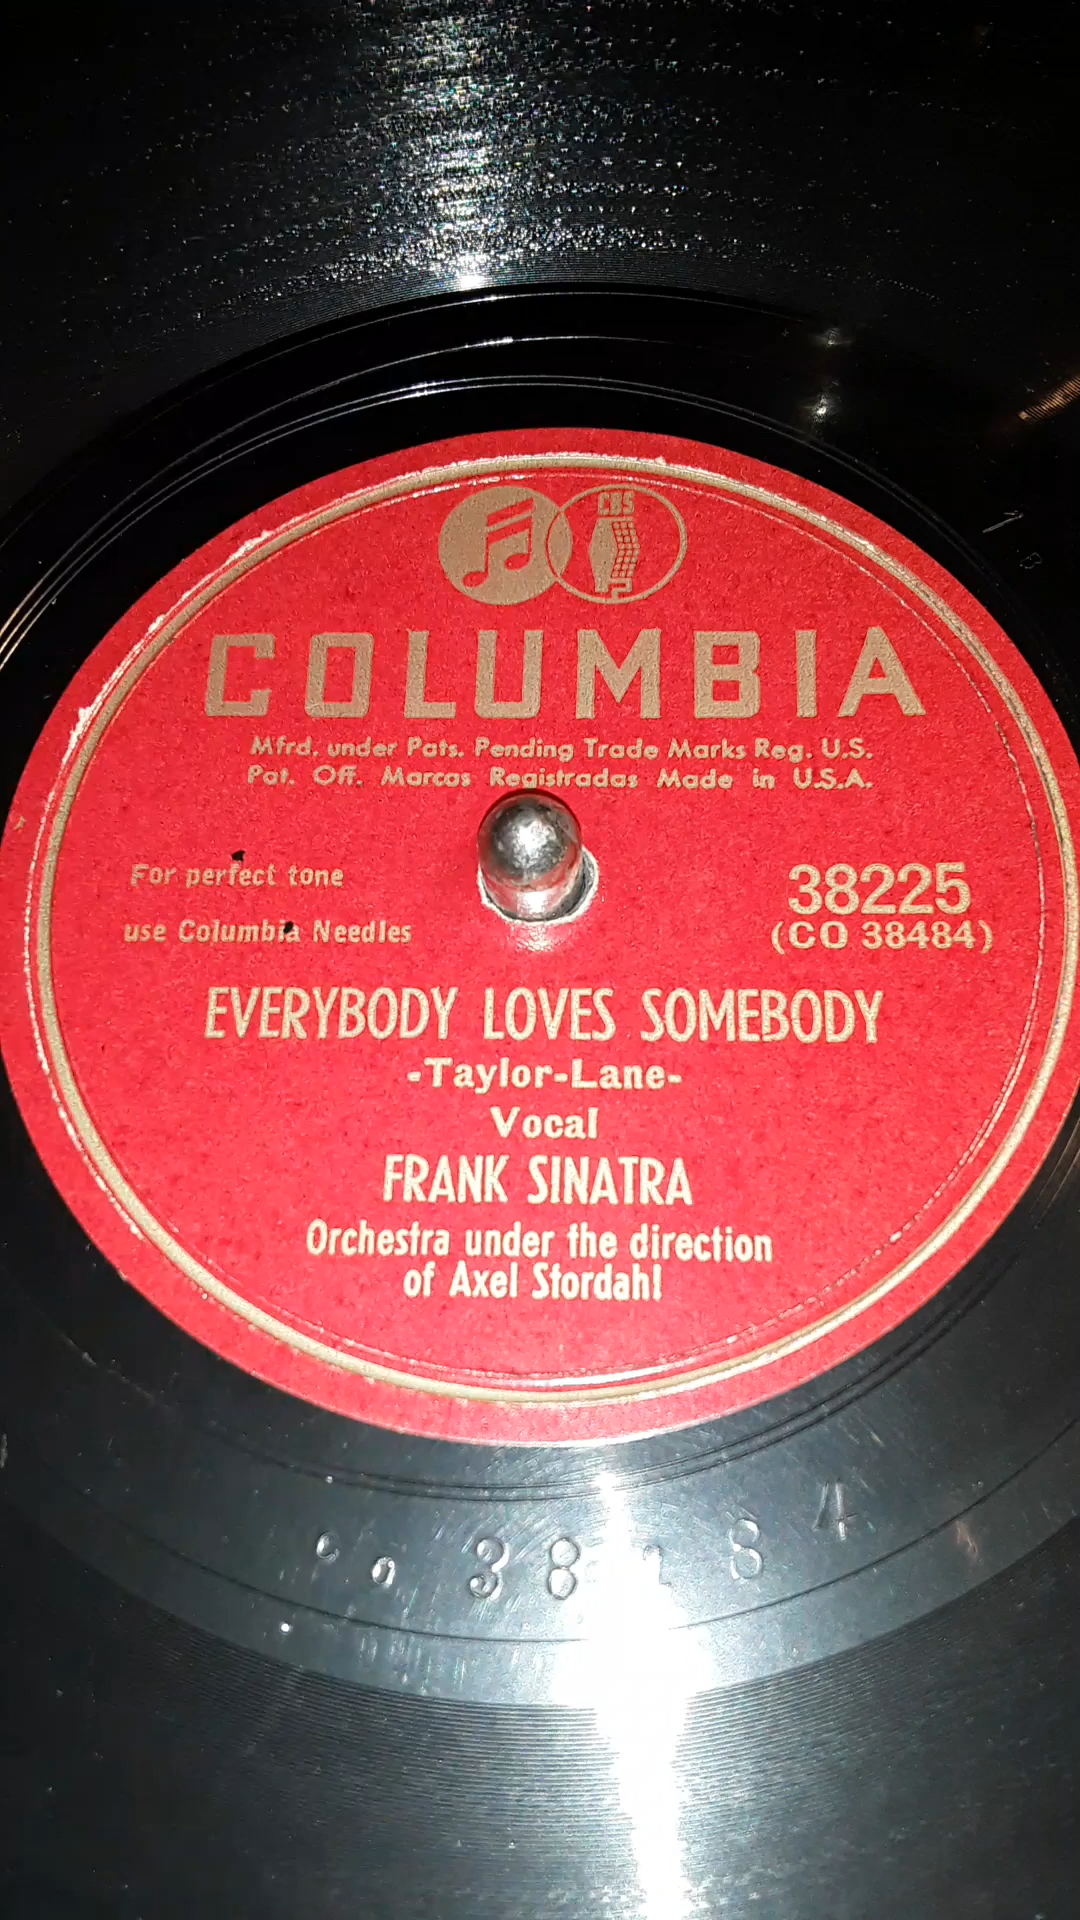 CBS
COLUMBIA
Mfrd. under Pats. Pending Trade Marks Reg. U.S.
Pat. Off. Marcas Registradas Made in U.S.A.
For perfect tone
use Columbia Needles
38225
(CO 38484)
EVERYBODY LOVES SOMEBODY
-Taylor-Lane-
Vocal
FRANK SINATRA
Orchestra under the direction
of Axel Stordahl